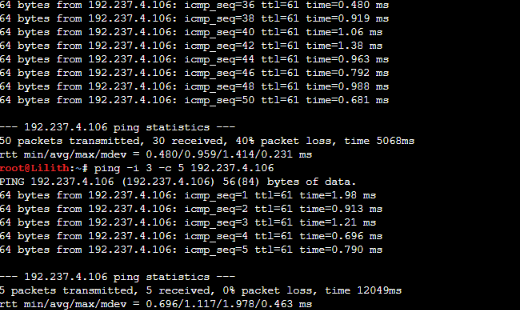 64 bytes from 192.237.4.106: icmp_seq=36 ttl=61 time=0.480 ms
64 bytes from 192.237.4.106: icmp_seq=38 ttl=61 time=0.919 ms
64 bytes from 192.237.4.106: icmp_seq=40 ttl=61 time=1.06 ms
64 bytes from 192.237.4.106: icmp_seq=42 ttl=61 time=1.38 ms
64 bytes from 192.237.4.106: icmp_seq=44 ttl=61 time=0.963 ms
64 bytes from 192.237.4.106: icmp_seq=46 ttl=61 time=0.792 ms
64 bytes from 192.237.4.106: icmp_seq=48 ttl=61 time=0.988 ms
64 bytes from 192.237.4.106: icmp_seq=50 ttl=61 time=0.681 ms
--- 192.237.4.106 ping statistics ---
50 packets transmitted, 30 received, 40% packet loss, time 5068ms
rtt min/avg/max/mdev = 0.480/0.959/1.414/0.231 ms
root@Lilith:~# ping -i 3 -c 5 192.237.4.106
PING 192.237.4.106 (192.237.4.106) 56(84) bytes of data.
64 bytes from 192.237.4.106: icmp_seq=1 ttl=61 time=1.98 ms
64 bytes from 192.237.4.106: icmp_seq=2 ttl=61 time=0.913 ms
64 bytes from 192.237.4.106: icmp_seq=3 ttl=61 time=1.21 ms
64 bytes from 192.237.4.106: icmp_seq=4 ttl=61 time=0.696 ms
64 bytes from 192.237.4.106: icmp_seq=5 ttl=61 time=0.790 ms
--- 192.237.4.106 ping statistics ---
5 packets transmitted, 5 received, 0% packet loss, time 12049ms
rtt min/avg/max/mdev = 0.696/1.117/1.978/0.463 ms